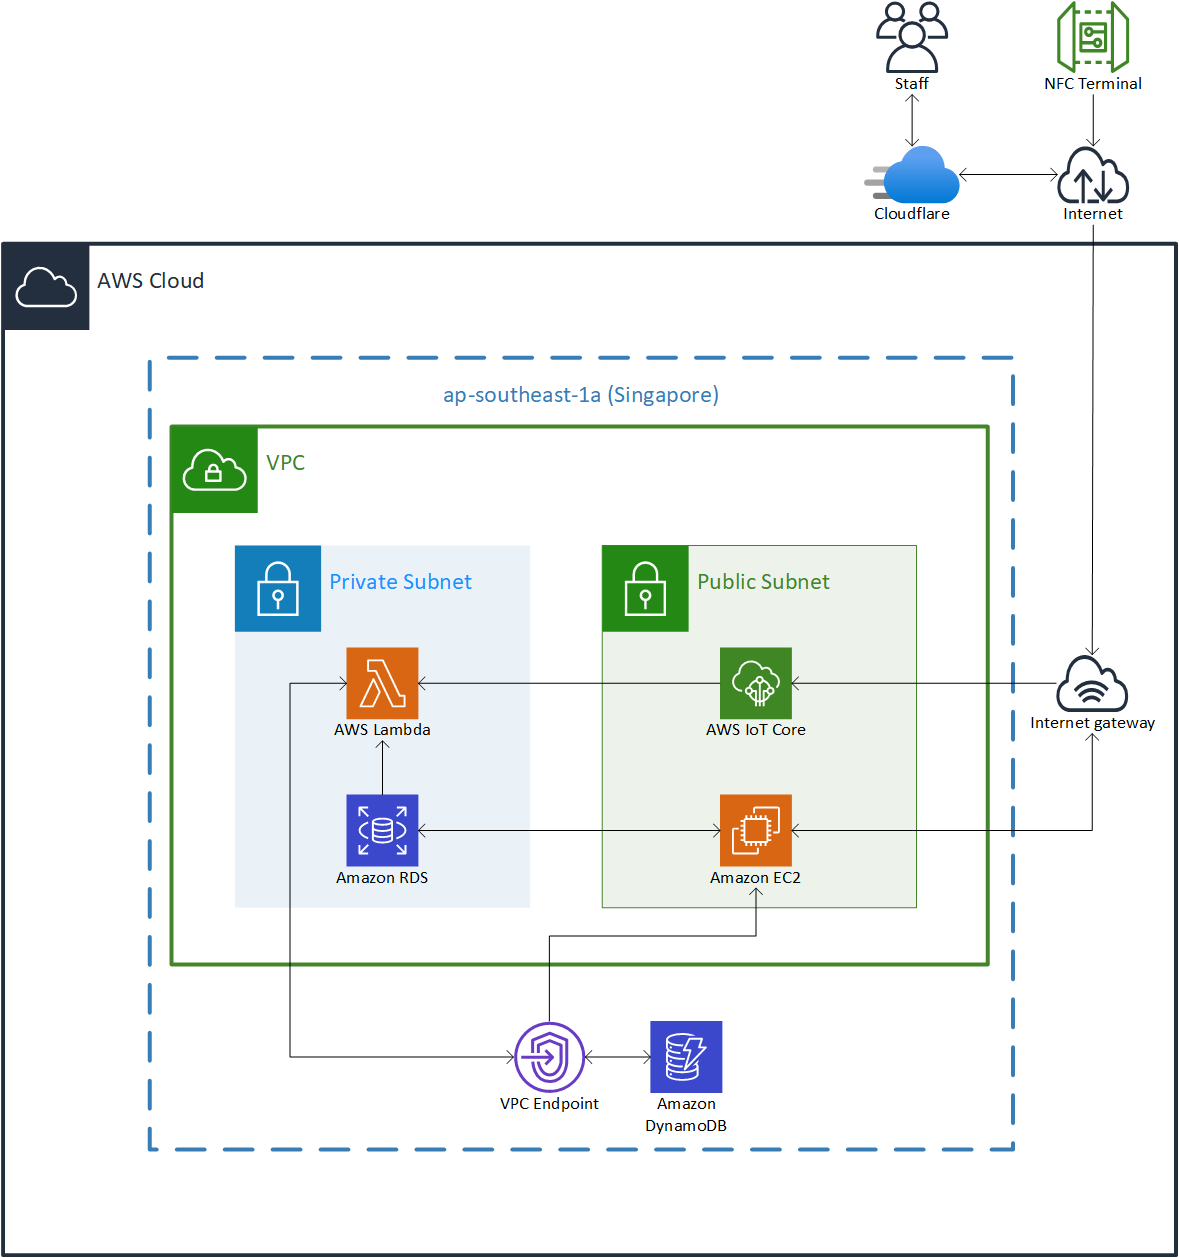 Staff
NFC Terminal
Cloudflare
Internet
AWS Cloud
ap-southeast-1a (Singapore)
VPC
Private Subnet
Public Subnet
AWS Lambda
AWS IoT Core
Internet gateway
Amazon RDS
Amazon EC2
VPC Endpoint
Amazon
DynamoDB